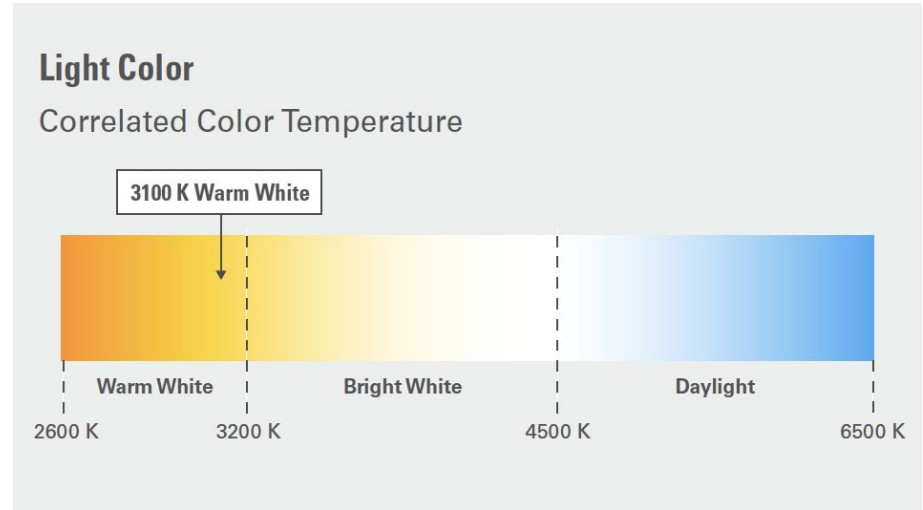 Light Color
Correlated Color Temperature
3100 K Warm White
Warm White Bright White Daylight
2600 K 3200 K 4500 K 6500 K